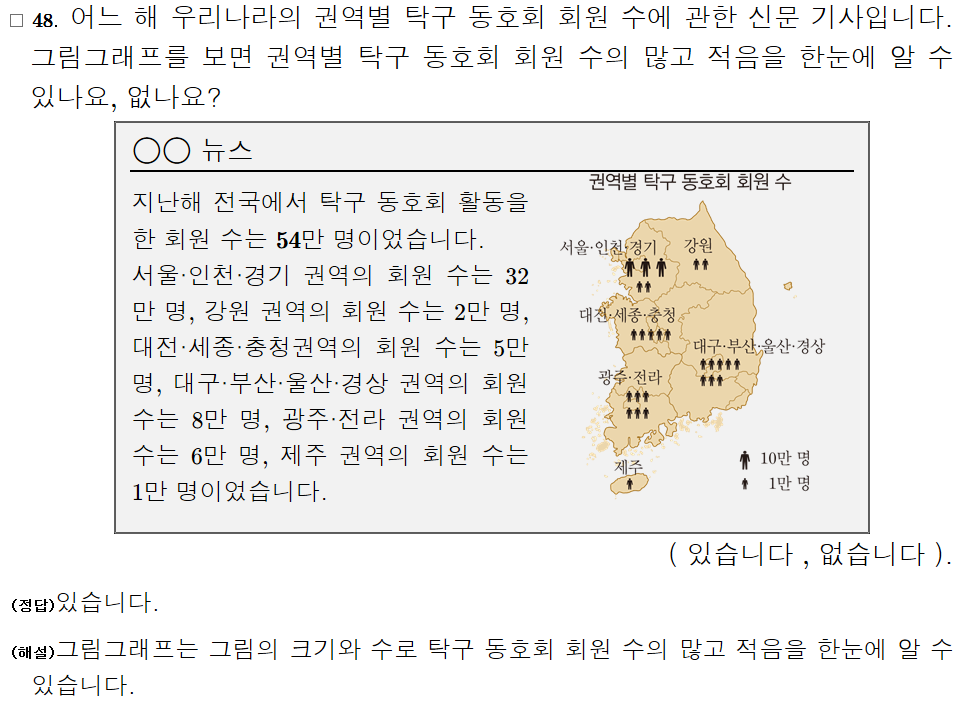 □ 48. 어느 해 우리나라의 권역별 탁구 동호회 회원 수에 관한 신문 기사입니다.
그림그래프를 보면 권역별 탁구 동호회 회원 수의 많고 적음을 한눈에 알 수
있나요, 없나요?
○○ 뉴스
지난해 전국에서 탁구 동호회 활동을
한 회원 수는 54만 명이었습니다.
서울·인천·경기 권역의 회원 수는 32
만 명, 강원 권역의 회원 수는 2만 명,
대전·세종·충청권역의 회원 수는 5만
명, 대구·부산·울산·경상 권역의 회원
수는 8만 명, 광주·전라 권역의 회원
수는 6만 명, 제주 권역의 회원 수는
1만 명이었습니다.
권역별 탁구 동호회 회원 수
서울·인천·경기
강원
대전·세종·충청
대구·부산·울산·경상
광주·전라
제주
10만 명
1만 명
( 있습니다 , 없습니다 ).
(정답)있습니다.
(해설)그림그래프는 그림의 크기와 수로 탁구 동호회 회원 수의 많고 적음을 한눈에 알 수
있습니다.